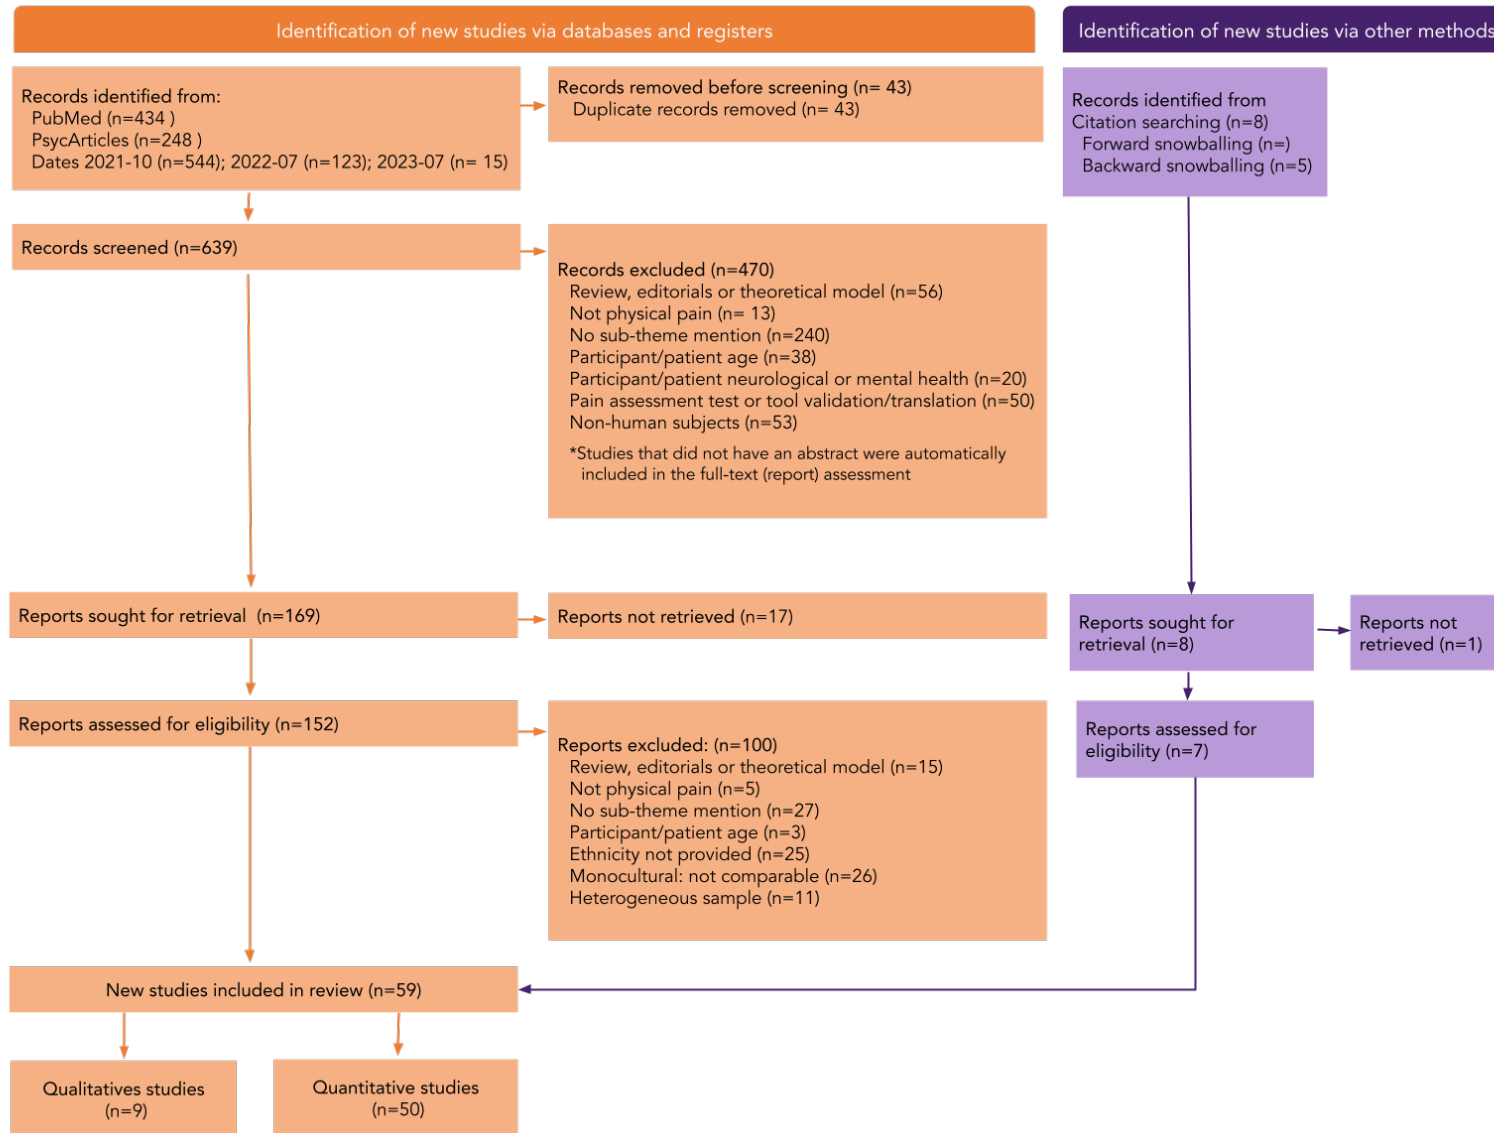 Identification of new studies via databases and registers
Identification of new studies via other methods
Records identified from:
PubMed (n=434 )
PsycArticles (n=248 )
Dates 2021-10 (n=544); 2022-07 (n=123); 2023-07 (n= 15)
Records removed before screening (n= 43)
Duplicate records removed (n= 43)
Records identified from
Citation searching (n=8)
Forward snowballing (n=)
Backward snowballing (n=5)
Records screened (n=639)
Records excluded (n=470)
Review, editorials or theoretical model (n=56)
Not physical pain (n= 13)
No sub-theme mention (n=240)
Participant/patient age (n=38)
Participant/patient neurological or mental health (n=20)
Pain assessment test or tool validation/translation (n=50)
Non-human subjects (n=53)
*Studies that did not have an abstract were automatically
included in the full-text (report) assessment
Reports sought for retrieval (n=169)
Reports not retrieved (n=17)
Reports sought for
retrieval (n=8)
Reports not
retrieved (n=1)
Reports assessed for eligibility (n=152)
Reports excluded: (n=100)
Review, editorials or theoretical model (n=15)
Not physical pain (n=5)
No sub-theme mention (n=27)
Participant/patient age (n=3)
Ethnicity not provided (n=25)
Monocultural: not comparable (n=26)
Heterogeneous sample (n=11)
Reports assessed for
eligibility (n=7)
New studies included in review (n=59)
Qualitatives studies
(n=9)
Quantitative studies
(n=50)